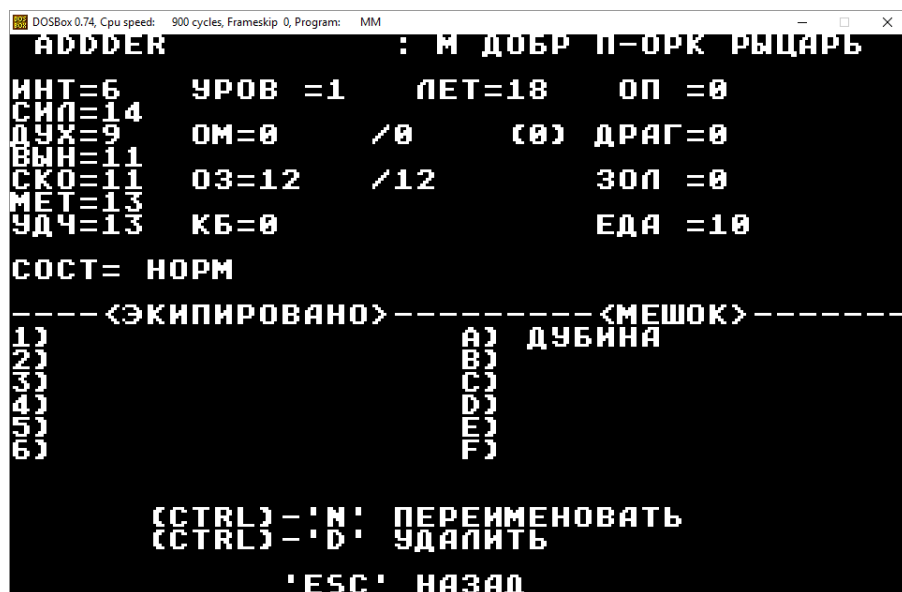 DOSBox 0.74, Cpu speed: 900 cycles, Frameskip 0, Program: MM
ADDDER : М ДОБР П-ОРК РЫЦАРЬ
ИНТ=6 УРОВ =1 ЛЕТ=18 ОП =0
СИЛ=14
ДУХ=9 ОМ=0 /0 (0) ДРАГ=0
ВЫН=11
СКО=11 ОЗ=12 /12 ЗОЛ =0
МЕТ=13
УДЧ=13 КБ=0 ЕДА =10
СОСТ= НОРМ
----<ЭКИПИРОВАНО>----------<МЕШОК>-------
1) A) ДУБИНА
2) B)
3) C)
4) D)
5) E)
6) F)
(CTRL)-'N' ПЕРЕИМЕНОВАТЬ
(CTRL)-'D' УДАЛИТЬ
'ESC' НАЗАД